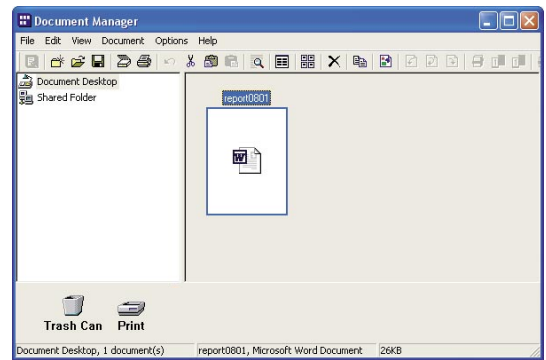 Document Manager
File Edit View Document Options Help
Document Desktop
Shared Folder
report0801
W
Trash Can Print
Document Desktop, 1 document(s) report0801, Microsoft Word Document 26KB